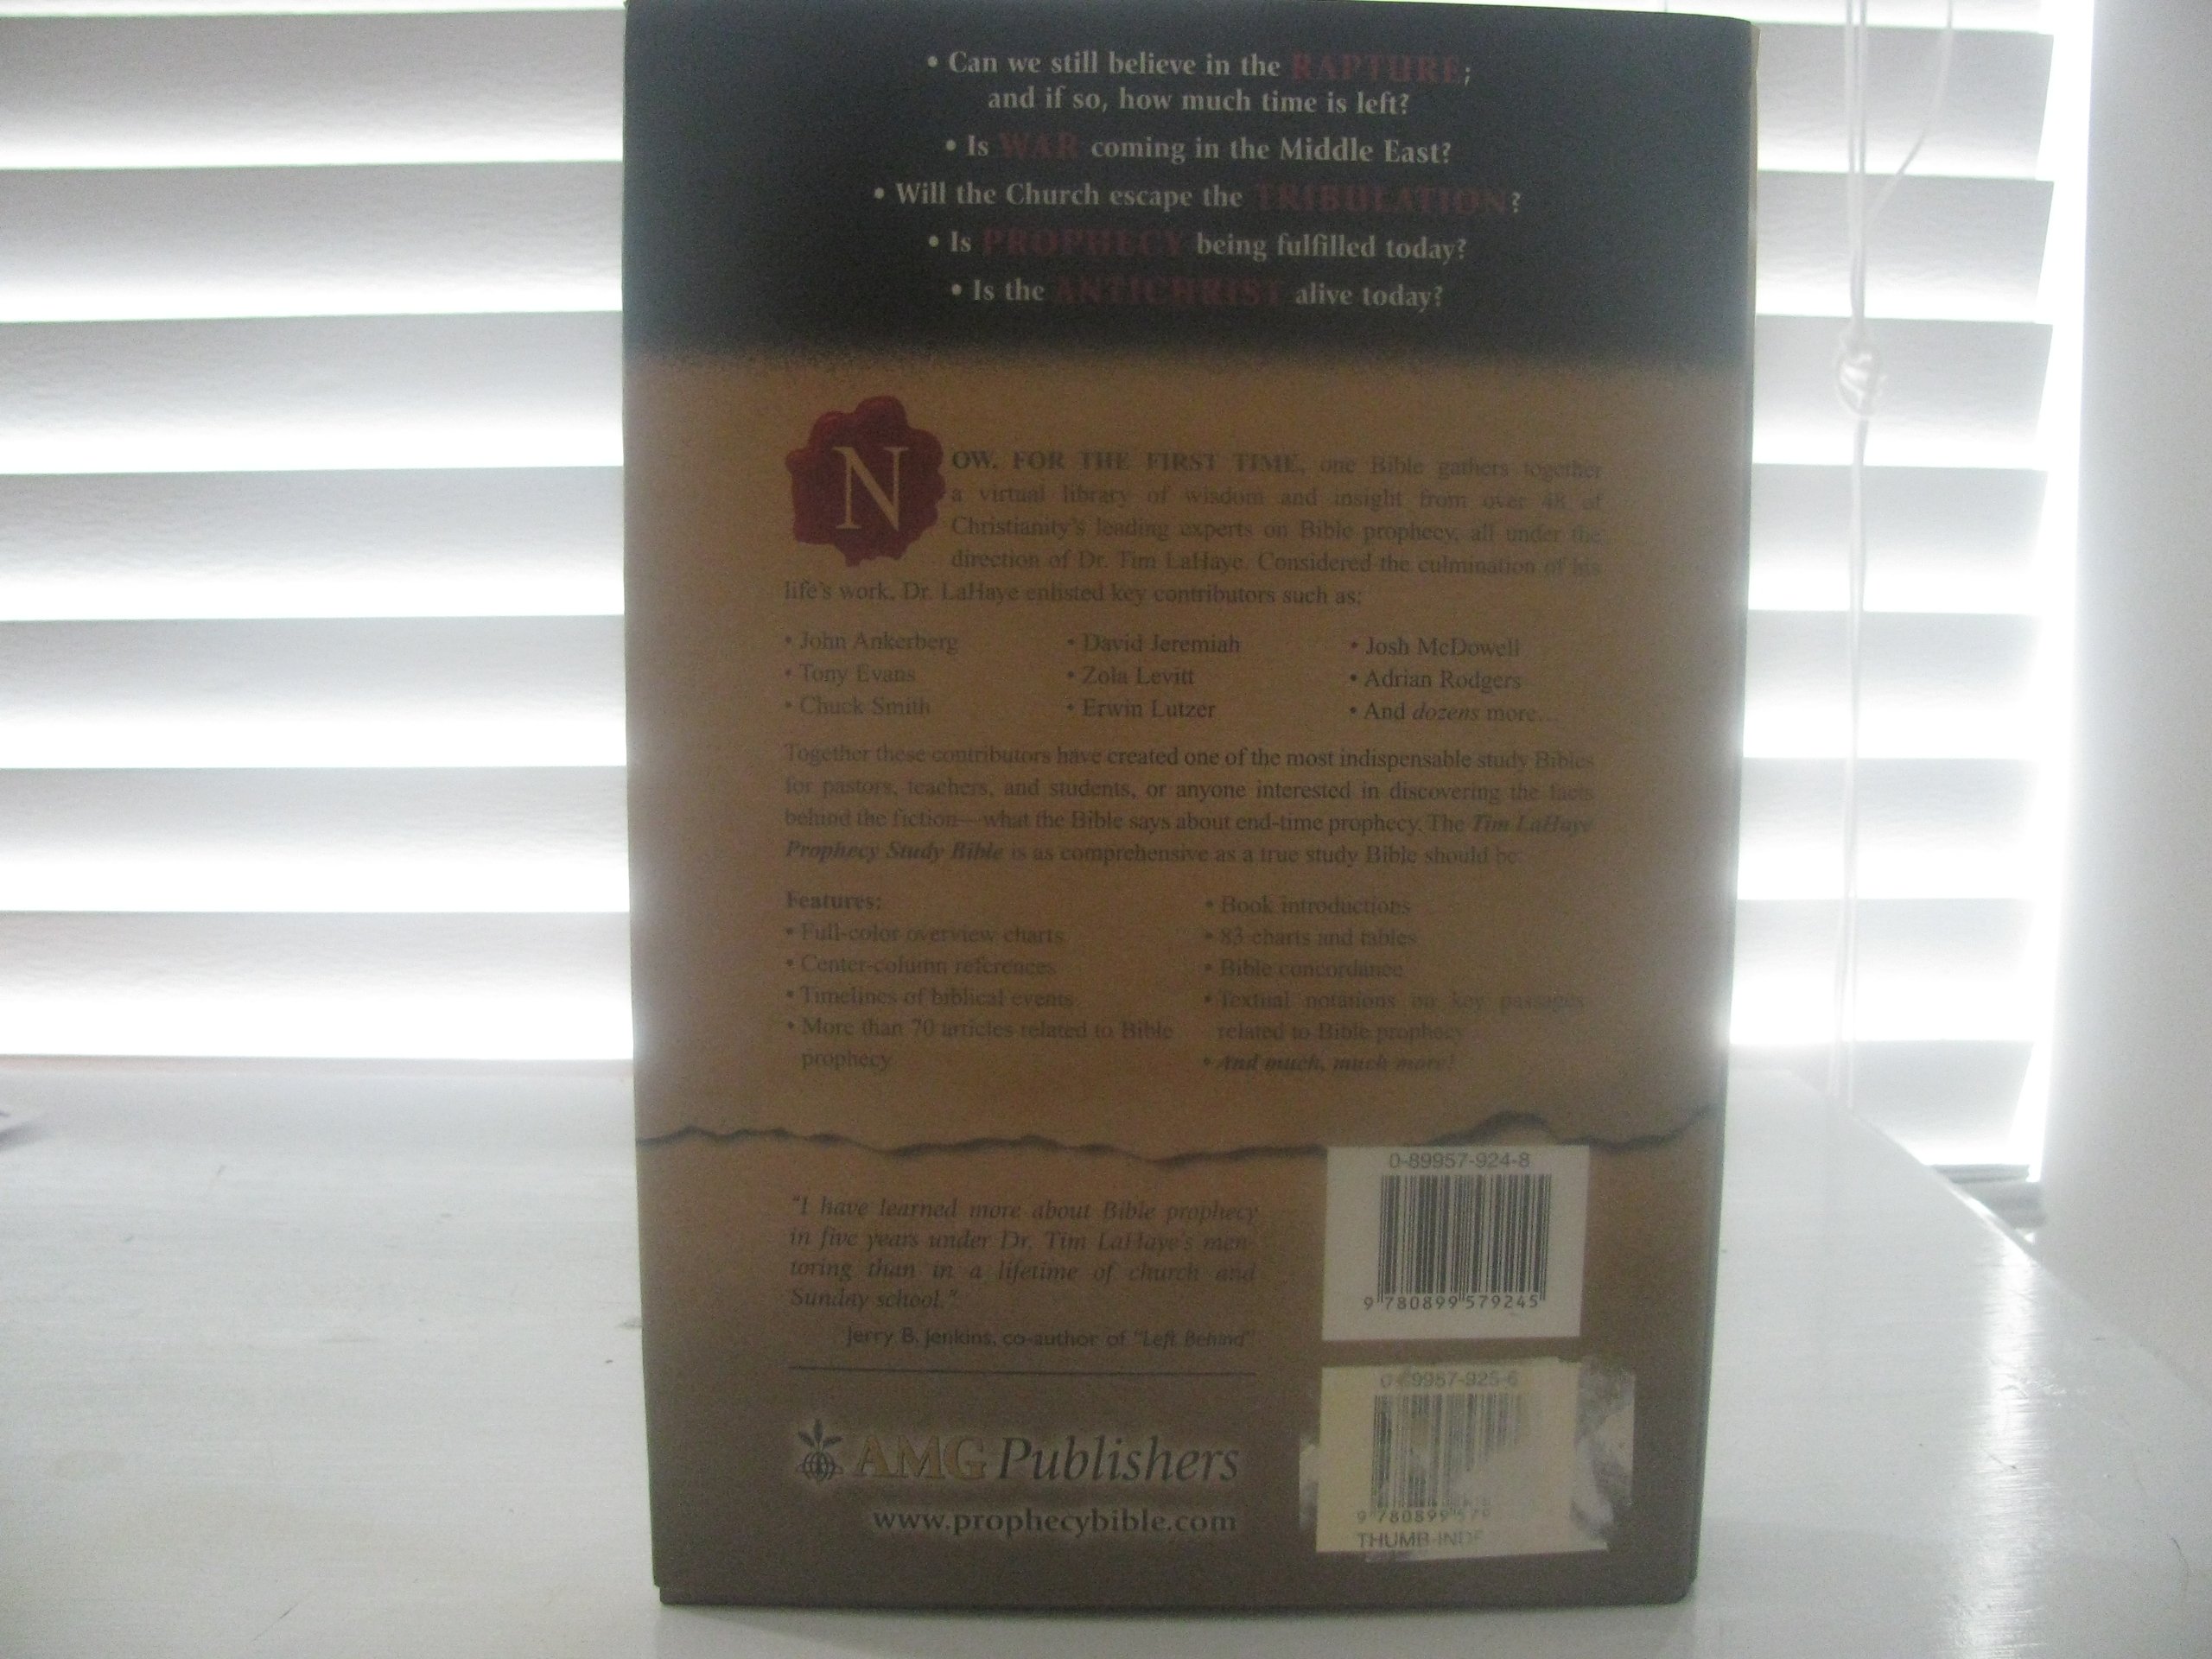 • Can we still believe in the RAPTURE;
and if so, how much time is left?
• Is WAR coming in the Middle East?
• Will the Church escape the TRIBULATION?
• Is PROPHECY being fulfilled today?
• Is the ANTICHRIST alive today?
NOW, FOR THE FIRST TIME, one Bible gathers together
a virtual library of wisdom and insight from over 48 of
Christianity's leading experts on Bible prophecy, all under the
direction of Dr. Tim LaHaye. Considered the culmination of his
life's work, Dr. LaHaye enlisted key contributors such as:
• John Ankerberg
• Tony Evans
• Chuck Smith
• David Jeremiah
• Zola Levitt
• Erwin Lutzer
• Josh McDowell
• Adrian Rodgers
• And dozens more...
Together these contributors have created one of the most indispensable study Bibles
for pastors, teachers, and students, or anyone interested in discovering the facts
behind the fiction—what the Bible says about end-time prophecy. The Tim LaHaye
Prophecy Study Bible is as comprehensive as a true study Bible should be:
Features:
• Full-color overview charts
• Center-column references
• Timelines of biblical events
• More than 70 articles related to Bible
prophecy
• Book introductions
• 83 charts and tables
• Bible concordance
• Textual notations on key passages
related to Bible prophecy
• And much, much more!
"I have learned more about Bible prophecy
in five years under Dr. Tim LaHaye's men-
toring than in a lifetime of church and
Sunday school."
Jerry B. Jenkins, co-author of "Left Behind"
AMG Publishers
www.prophecybible.com
0-89957-924-8
9 780899 579245
0-89957-925-6
9 780899 579
THUMB-INDE